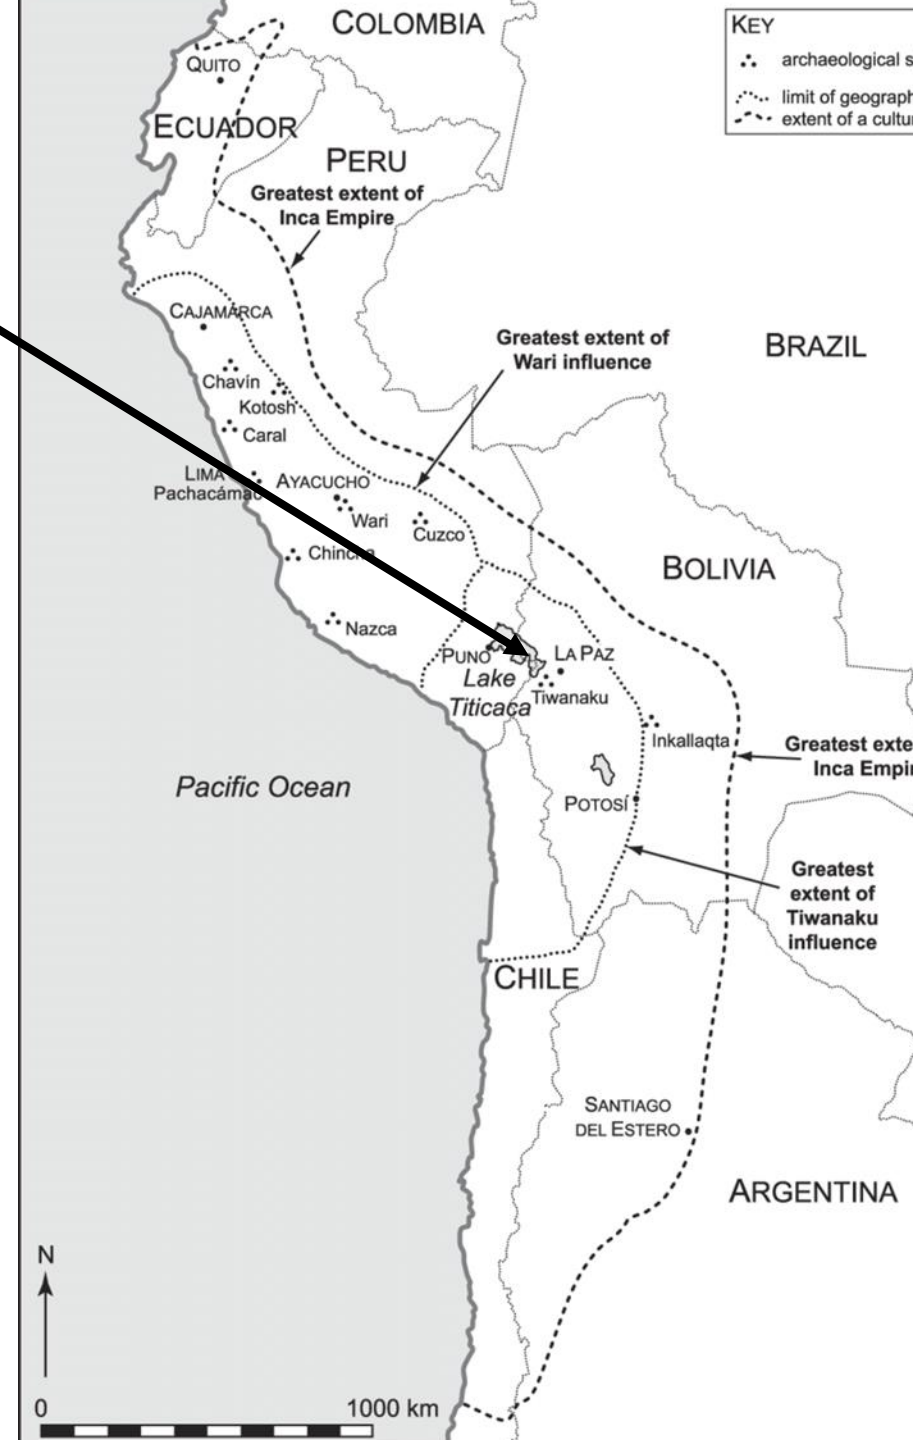 COLOMBIA
KEY
archaeological s
limit of geograph
extent of a cultur
QUITO
ECUADOR
PERU
Greatest extent of
Inca Empire
CAJAMARCA
Greatest extent of
Wari influence
BRAZIL
Chavín
Kotosh
Caral
LIMA
Pachacámac
AYACUCHO
Wari
Cuzco
Chincha
BOLIVIA
Nazca
PUNO
LA PAZ
Lake
Titicaca
Tiwanaku
Inkallaqta
Greatest exte
Inca Empir
Pacific Ocean
POTOSÍ
Greatest
extent of
Tiwanaku
influence
CHILE
SANTIAGO
DEL ESTERO
ARGENTINA
N
0 1000 km